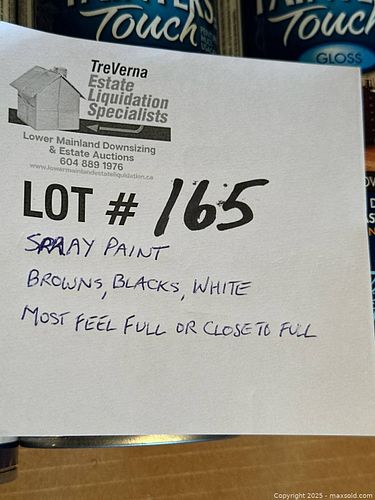 Touch
Touch
GLOSS
TreVerna
Estate
Liquidation
Specialists
Lower Mainland Downsizing
& Estate Auctions
604 889 1976
www.lowermainlandestateliquidation.ca
LOT # 165
SPRAY PAINT
BROWNS, BLACKS, WHITE
MOST FEEL FULL OR CLOSE TO FULL
Copyright 2025 - maxsold.com